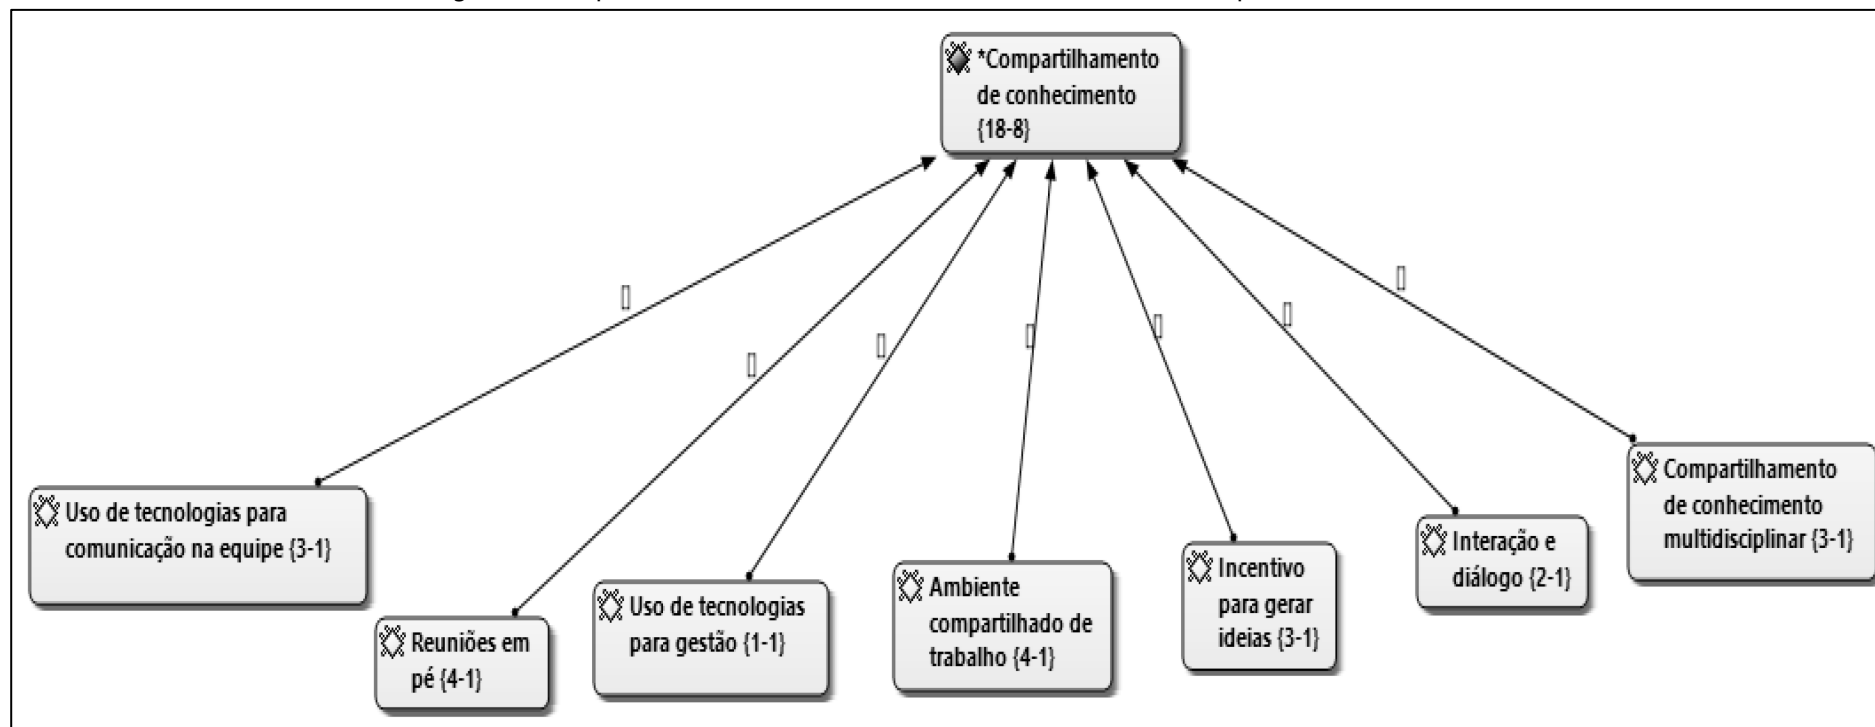 *Compartilhamento
de conhecimento
{18-8}
Uso de tecnologias para
comunicação na equipe {3-1}
Reuniões em
pé {4-1}
Uso de tecnologias
para gestão {1-1}
Ambiente
compartilhado de
trabalho {4-1}
Incentivo
para gerar
ideias {3-1}
Interação e
diálogo {2-1}
Compartilhamento
de conhecimento
multidisciplinar {3-1}